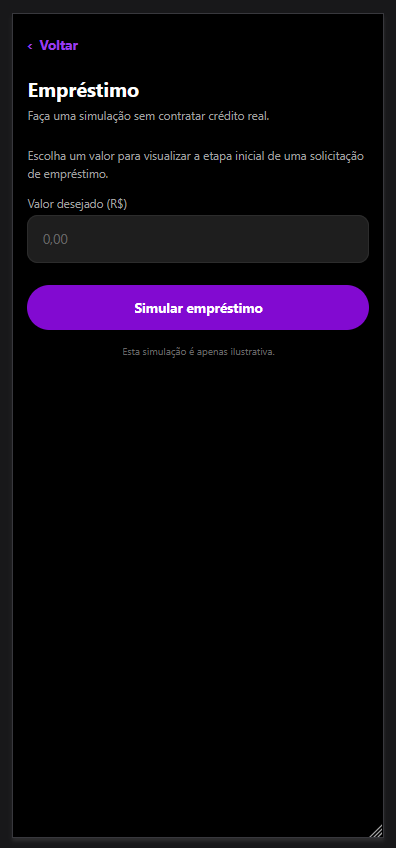 ‹ Voltar
Empréstimo
Faça uma simulação sem contratar crédito real.
Escolha um valor para visualizar a etapa inicial de uma solicitação
de empréstimo.
Valor desejado (R$)
0,00
Simular empréstimo
Esta simulação é apenas ilustrativa.